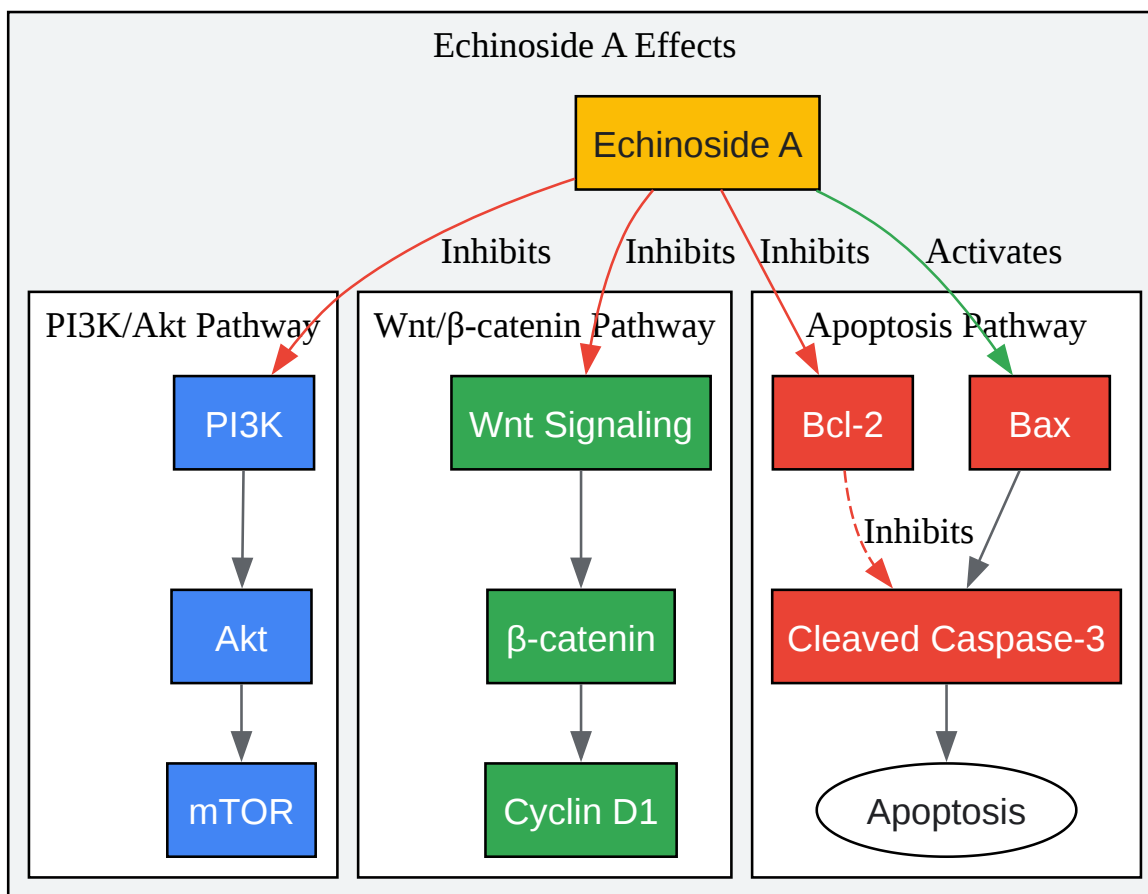 Echinoside A Effects
Echinoside A
Inhibits
Inhibits
Inhibits
Activates
PI3K/Akt Pathway
Wnt/β-catenin Pathway
Apoptosis Pathway
PI3K
Wnt Signaling
Bcl-2
Bax
Inhibits
Akt
β-catenin
Cleaved Caspase-3
mTOR
Cyclin D1
Apoptosis